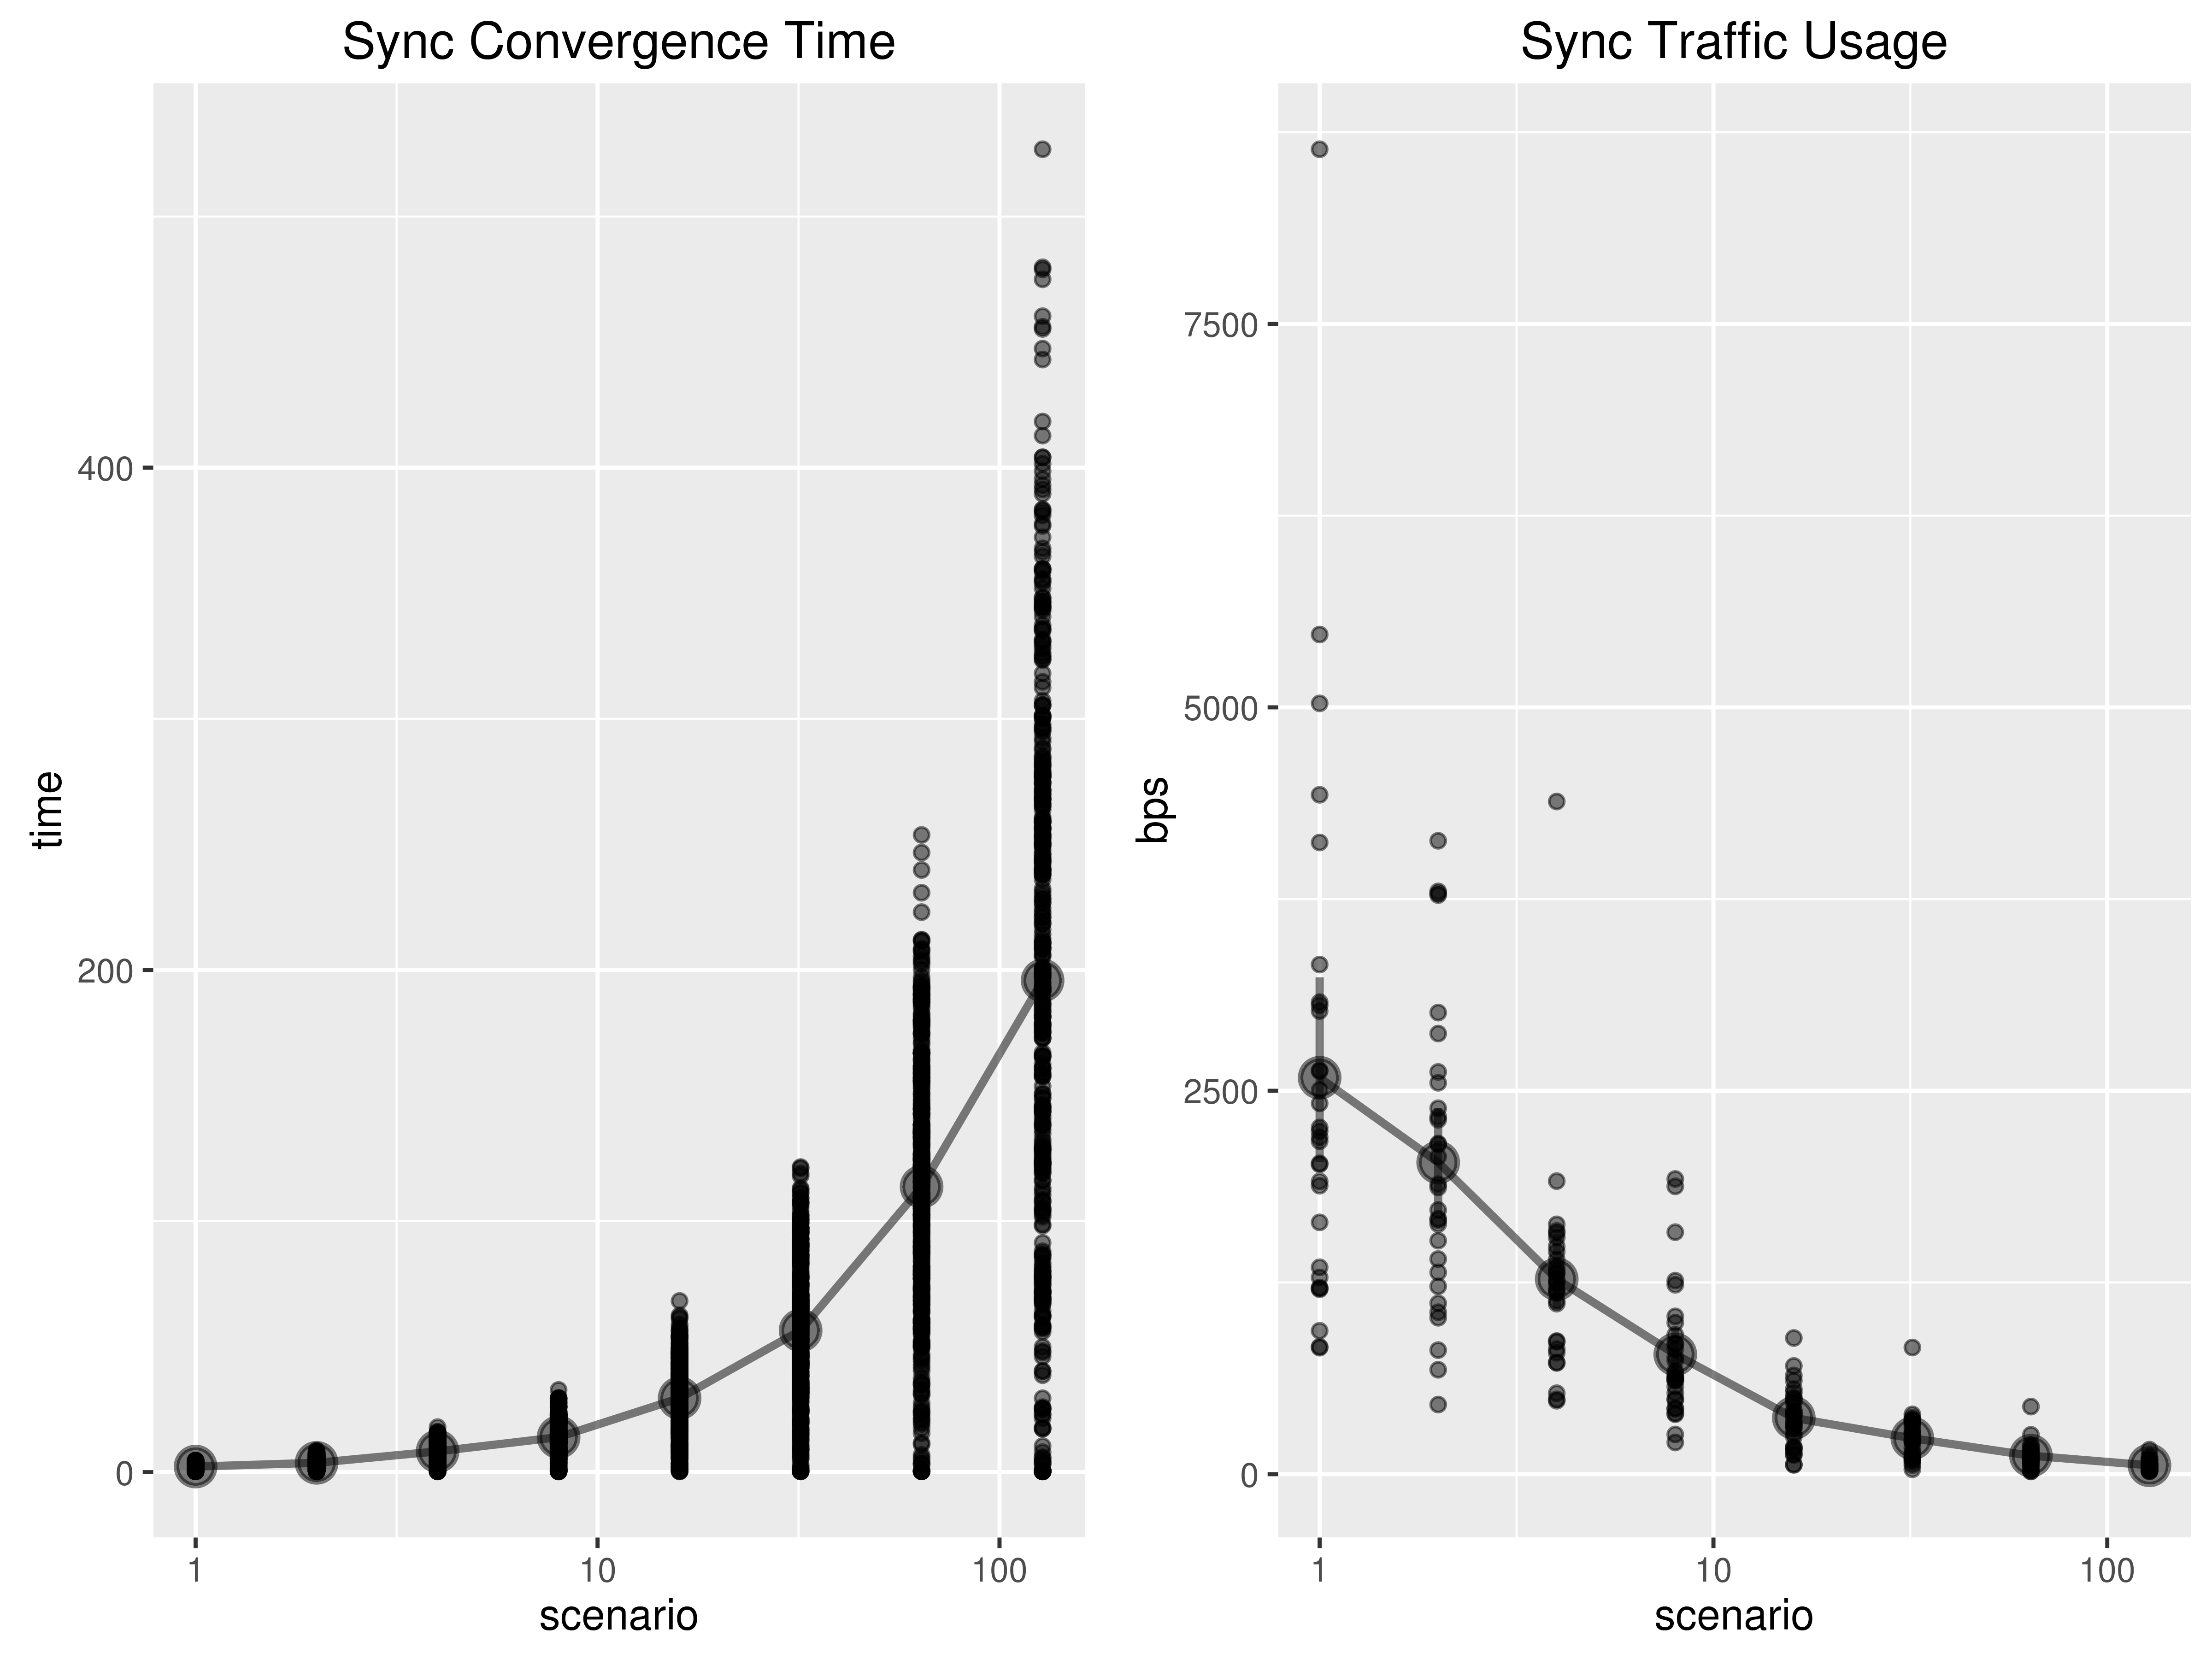 Sync Convergence Time
400
200
0
time
1 10 100
scenario
Sync Traffic Usage
7500
5000
2500
0
bps
1 10 100
scenario